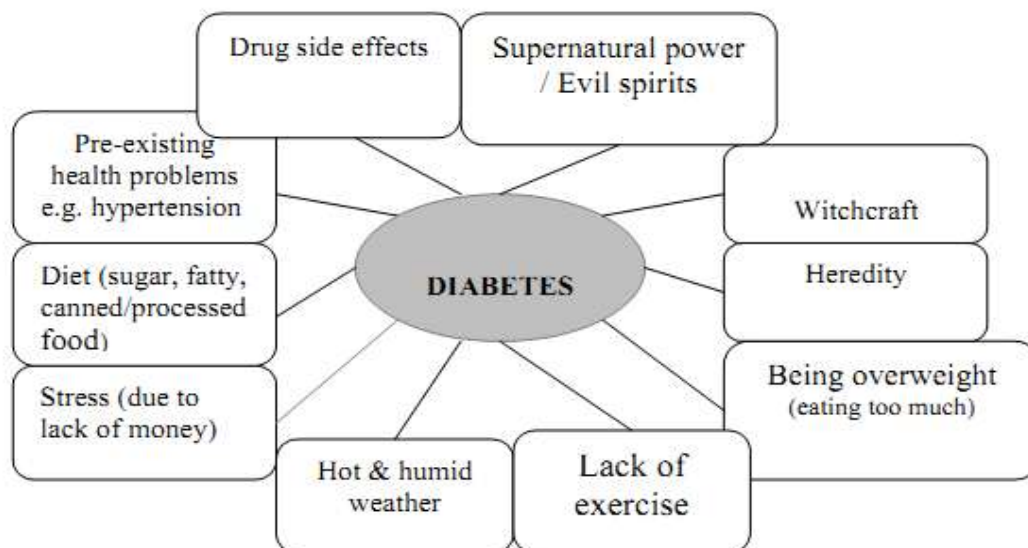 Drug side effects
Supernatural power
/ Evil spirits
Pre-existing
health problems
e.g. hypertension
Witchcraft
DIABETES
Diet (sugar, fatty,
canned/processed
food)
Heredity
Stress (due to
lack of money)
Being overweight
(eating too much)
Hot & humid
weather
Lack of
exercise